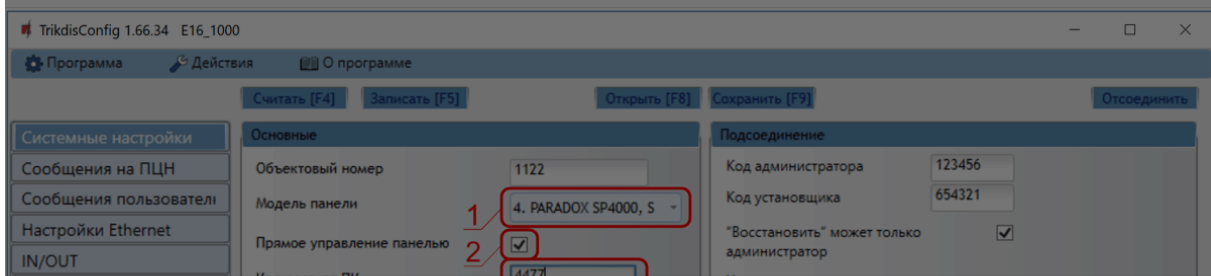 TrikdisConfig 1.66.34 E16_1000
Программа Действия О программе
Считать [F4] Записать [F5] Открыть [F8] Сохранить [F9] Отсоединить
Системные настройки
Сообщения на ПЦН
Сообщения пользовател
Настройки Ethernet
IN/OUT
Основные
Объектовый номер 1122
Модель панели 1 4. PARADOX SP4000, S
Прямое управление панелью 2
4477
Подсоединение
Код администратора 123456
Код установщика 654321
"Восстановить" может только
администратор